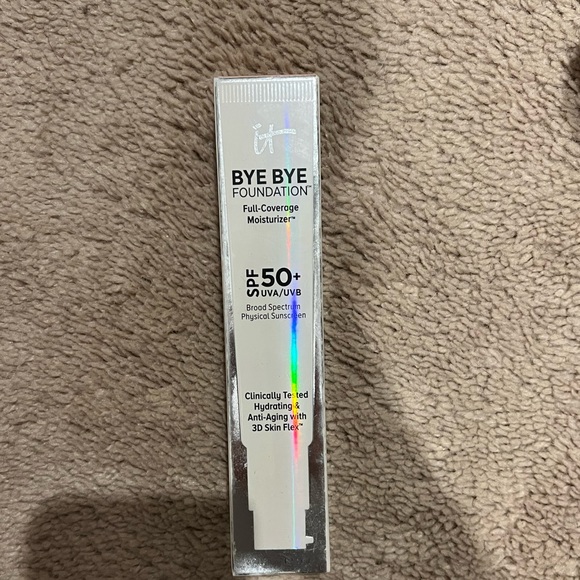 it
BYE BYE
FOUNDATION™
Full-Coverage
Moisturizer℠
SPF 50+
UVA/UVB
Broad Spectrum
Physical Sunscreen
Clinically Tested
Hydrating &
Anti-Aging with
3D Skin Flex™